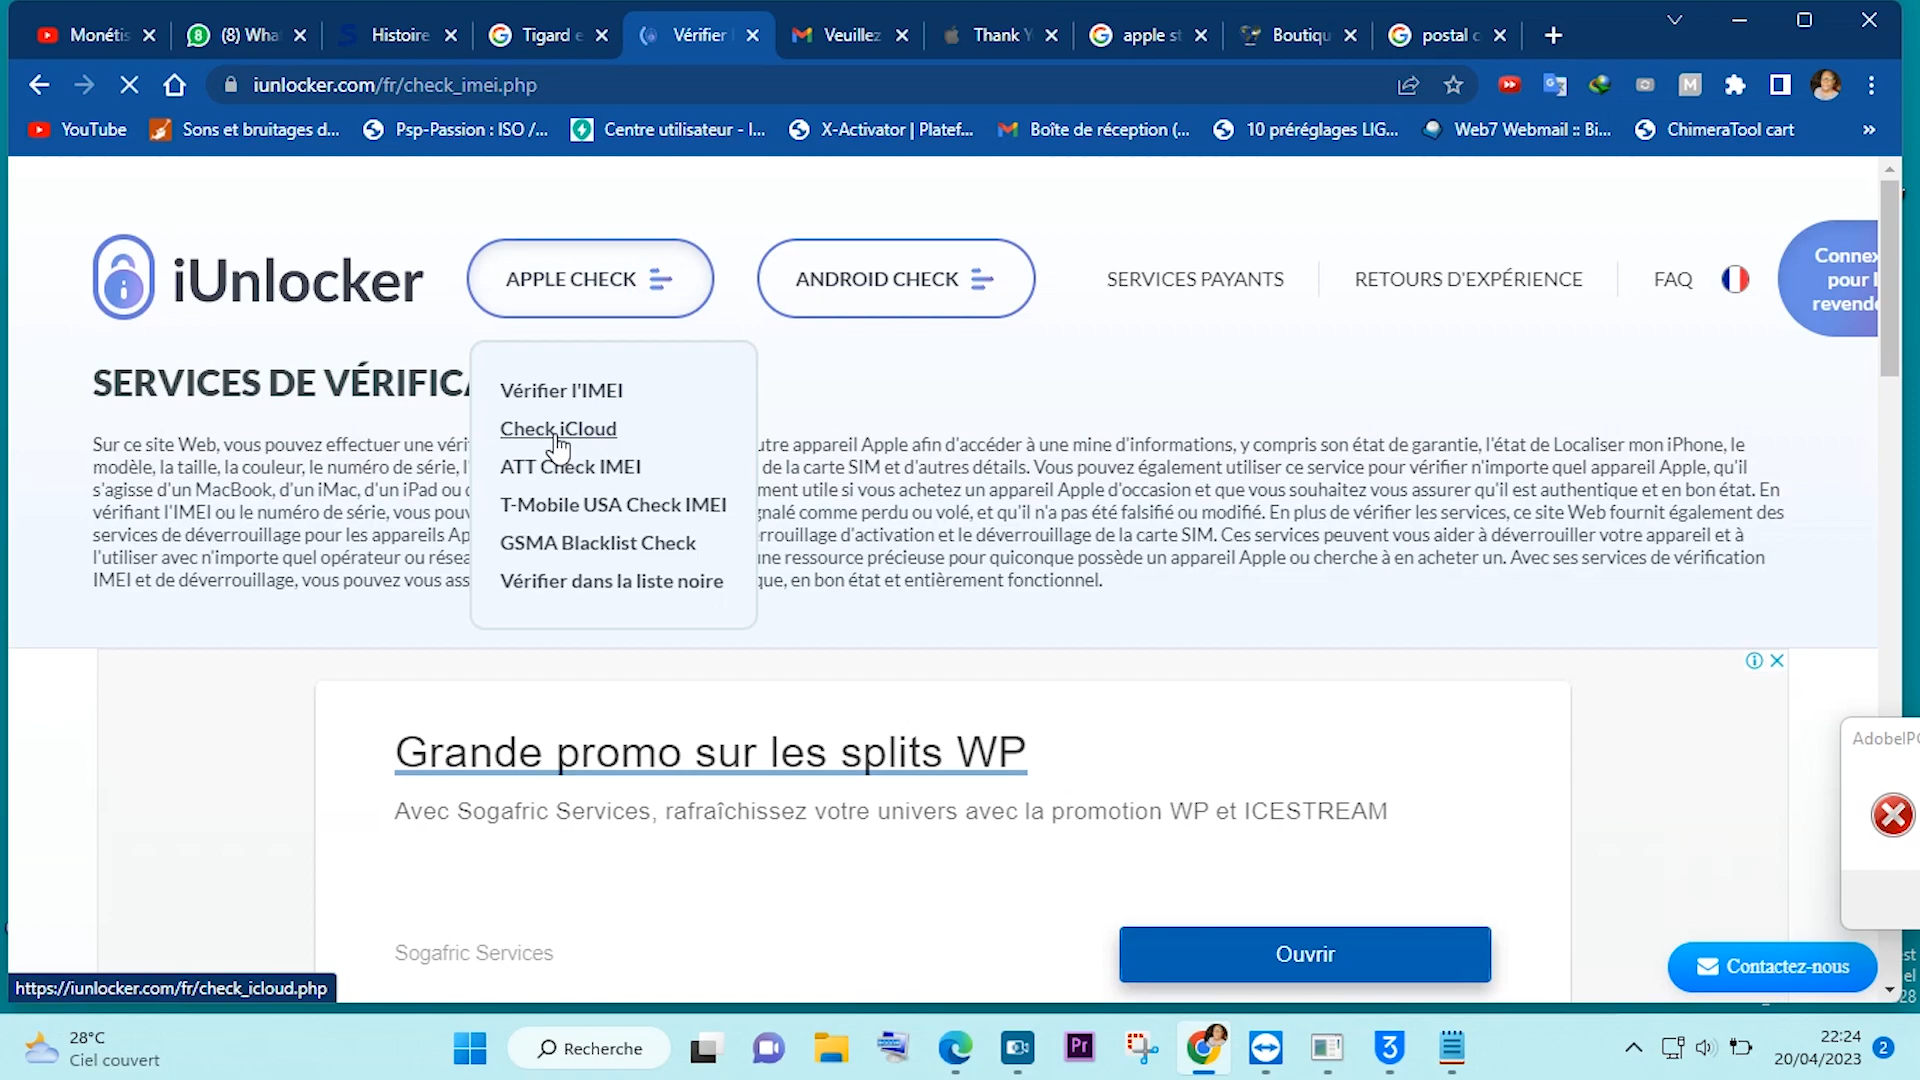 Monétis
(8) Wha
Histoire
Tigard e
Vérifier
Veuillez
Thank Y
apple st
Boutiqu
postal c
iunlocker.com/fr/check_imei.php
YouTube
Sons et bruitages d...
Psp-Passion : ISO /...
Centre utilisateur - I...
X-Activator | Platef...
Boîte de réception (...
10 préréglages LIG...
Web7 Webmail :: Bi...
ChimeraTool cart
»
iUnlocker
APPLE CHECK
ANDROID CHECK
SERVICES PAYANTS
RETOURS D'EXPÉRIENCE
FAQ
Connex
pour l
revende
SERVICES DE VÉRIFICA
Vérifier l'IMEI
Check iCloud
ATT Check IMEI
T-Mobile USA Check IMEI
GSMA Blacklist Check
Vérifier dans la liste noire
Sur ce site Web, vous pouvez effectuer une véri utre appareil Apple afin d'accéder à une mine d'informations, y compris son état de garantie, l'état de Localiser mon iPhone, le
modèle, la taille, la couleur, le numéro de série, l' de la carte SIM et d'autres détails. Vous pouvez également utiliser ce service pour vérifier n'importe quel appareil Apple, qu'il
s'agisse d'un MacBook, d'un iMac, d'un iPad ou ment utile si vous achetez un appareil Apple d'occasion et que vous souhaitez vous assurer qu'il est authentique et en bon état. En
vérifiant l'IMEI ou le numéro de série, vous pouv gnalé comme perdu ou volé, et qu'il n'a pas été falsifié ou modifié. En plus de vérifier les services, ce site Web fournit également des
services de déverrouillage pour les appareils Ap rrouillage d'activation et le déverrouillage de la carte SIM. Ces services peuvent vous aider à déverrouiller votre appareil et à
l'utiliser avec n'importe quel opérateur ou rése une ressource précieuse pour quiconque possède un appareil Apple ou cherche à en acheter un. Avec ses services de vérification
IMEI et de déverrouillage, vous pouvez vous ass que, en bon état et entièrement fonctionnel.
Grande promo sur les splits WP
Avec Sogafric Services, rafraîchissez votre univers avec la promotion WP et ICESTREAM
Sogafric Services
Ouvrir
AdobeIPC
Contactez-nous
st
el
28
https://iunlocker.com/fr/check_icloud.php
28°C
Ciel couvert
Recherche
Pr
3
22:24
20/04/2023
2